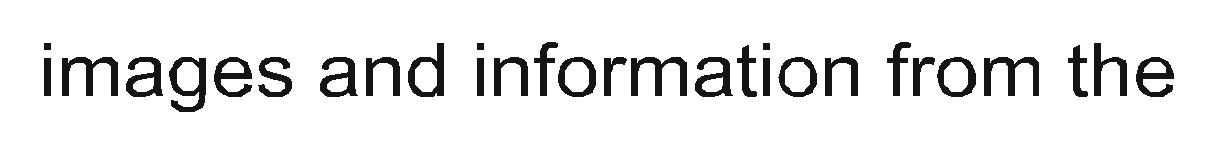 images and information from the